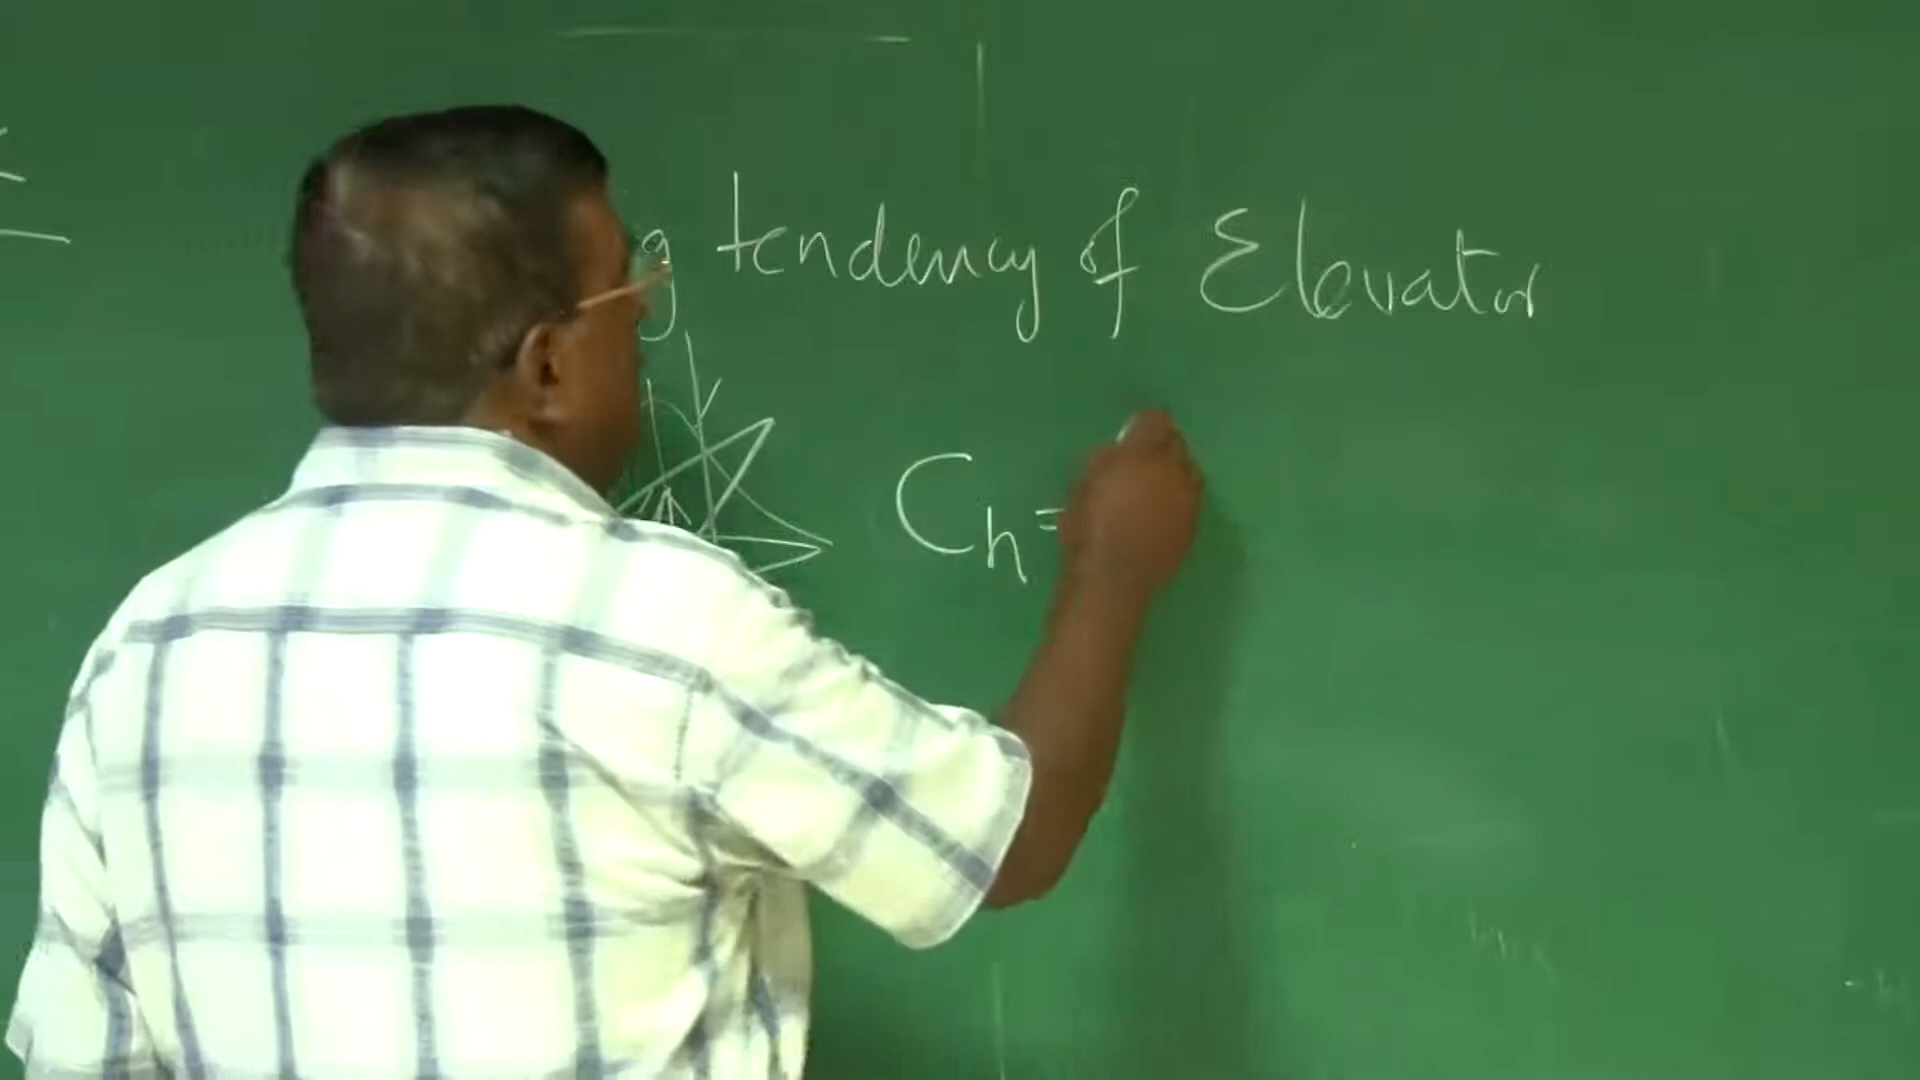 g tendency of Elevator
Ch=